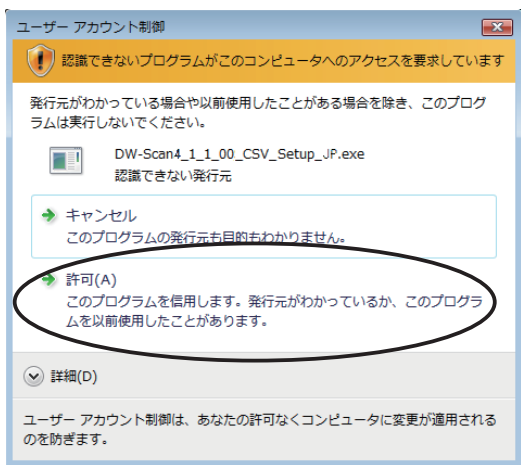 ユーザー アカウント制御
認識できないプログラムがこのコンピュータへのアクセスを要求しています
発行元がわかっている場合や以前使用したことがある場合を除き、このプログ
ラムは実行しないでください。
DW-Scan4_1_1_00_CSV_Setup_JP.exe
認識できない発行元
キャンセル
このプログラムの発行元も目的もわかりません。
許可(A)
このプログラムを信用します。発行元がわかっているか、このプログラ
ムを以前使用したことがあります。
詳細(D)
ユーザー アカウント制御は、あなたの許可なくコンピュータに変更が適用される
のを防ぎます。